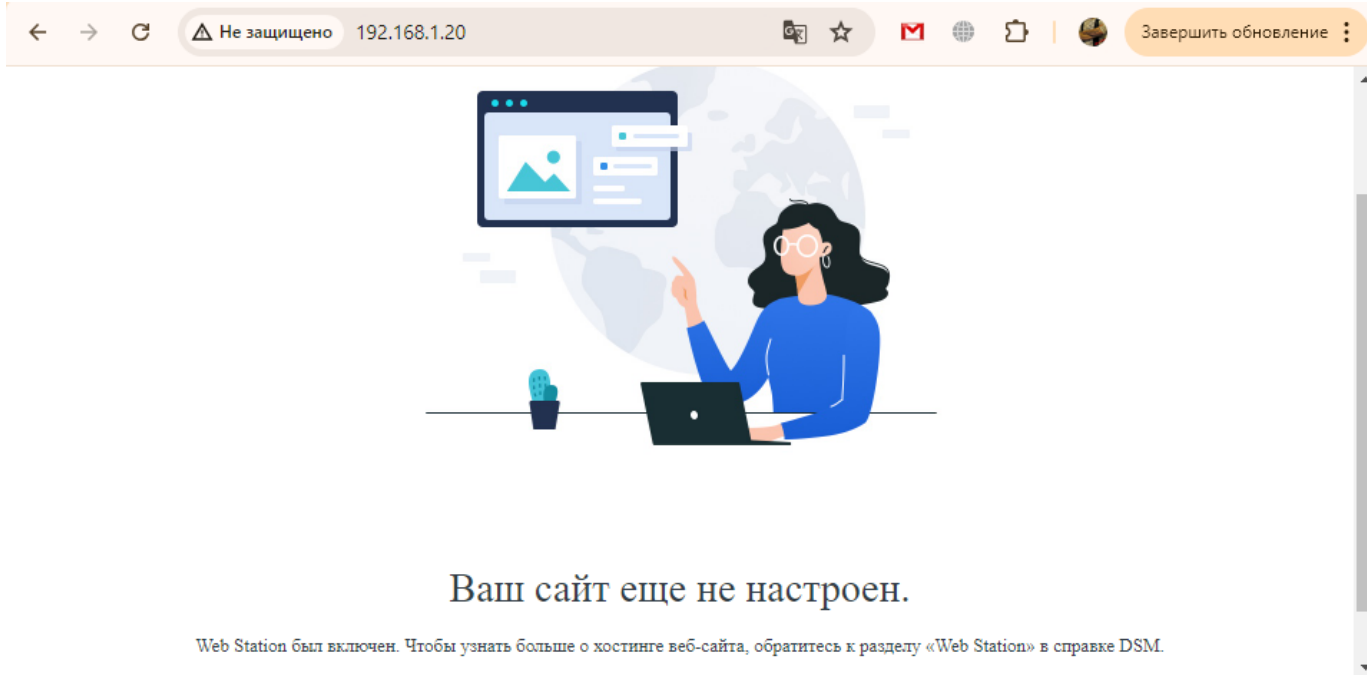 Не защищено 192.168.1.20 Завершить обновление
Ваш сайт еще не настроен.
Web Station был включен. Чтобы узнать больше о хостинге веб-сайта, обратитесь к разделу «Web Station» в справке DSM.